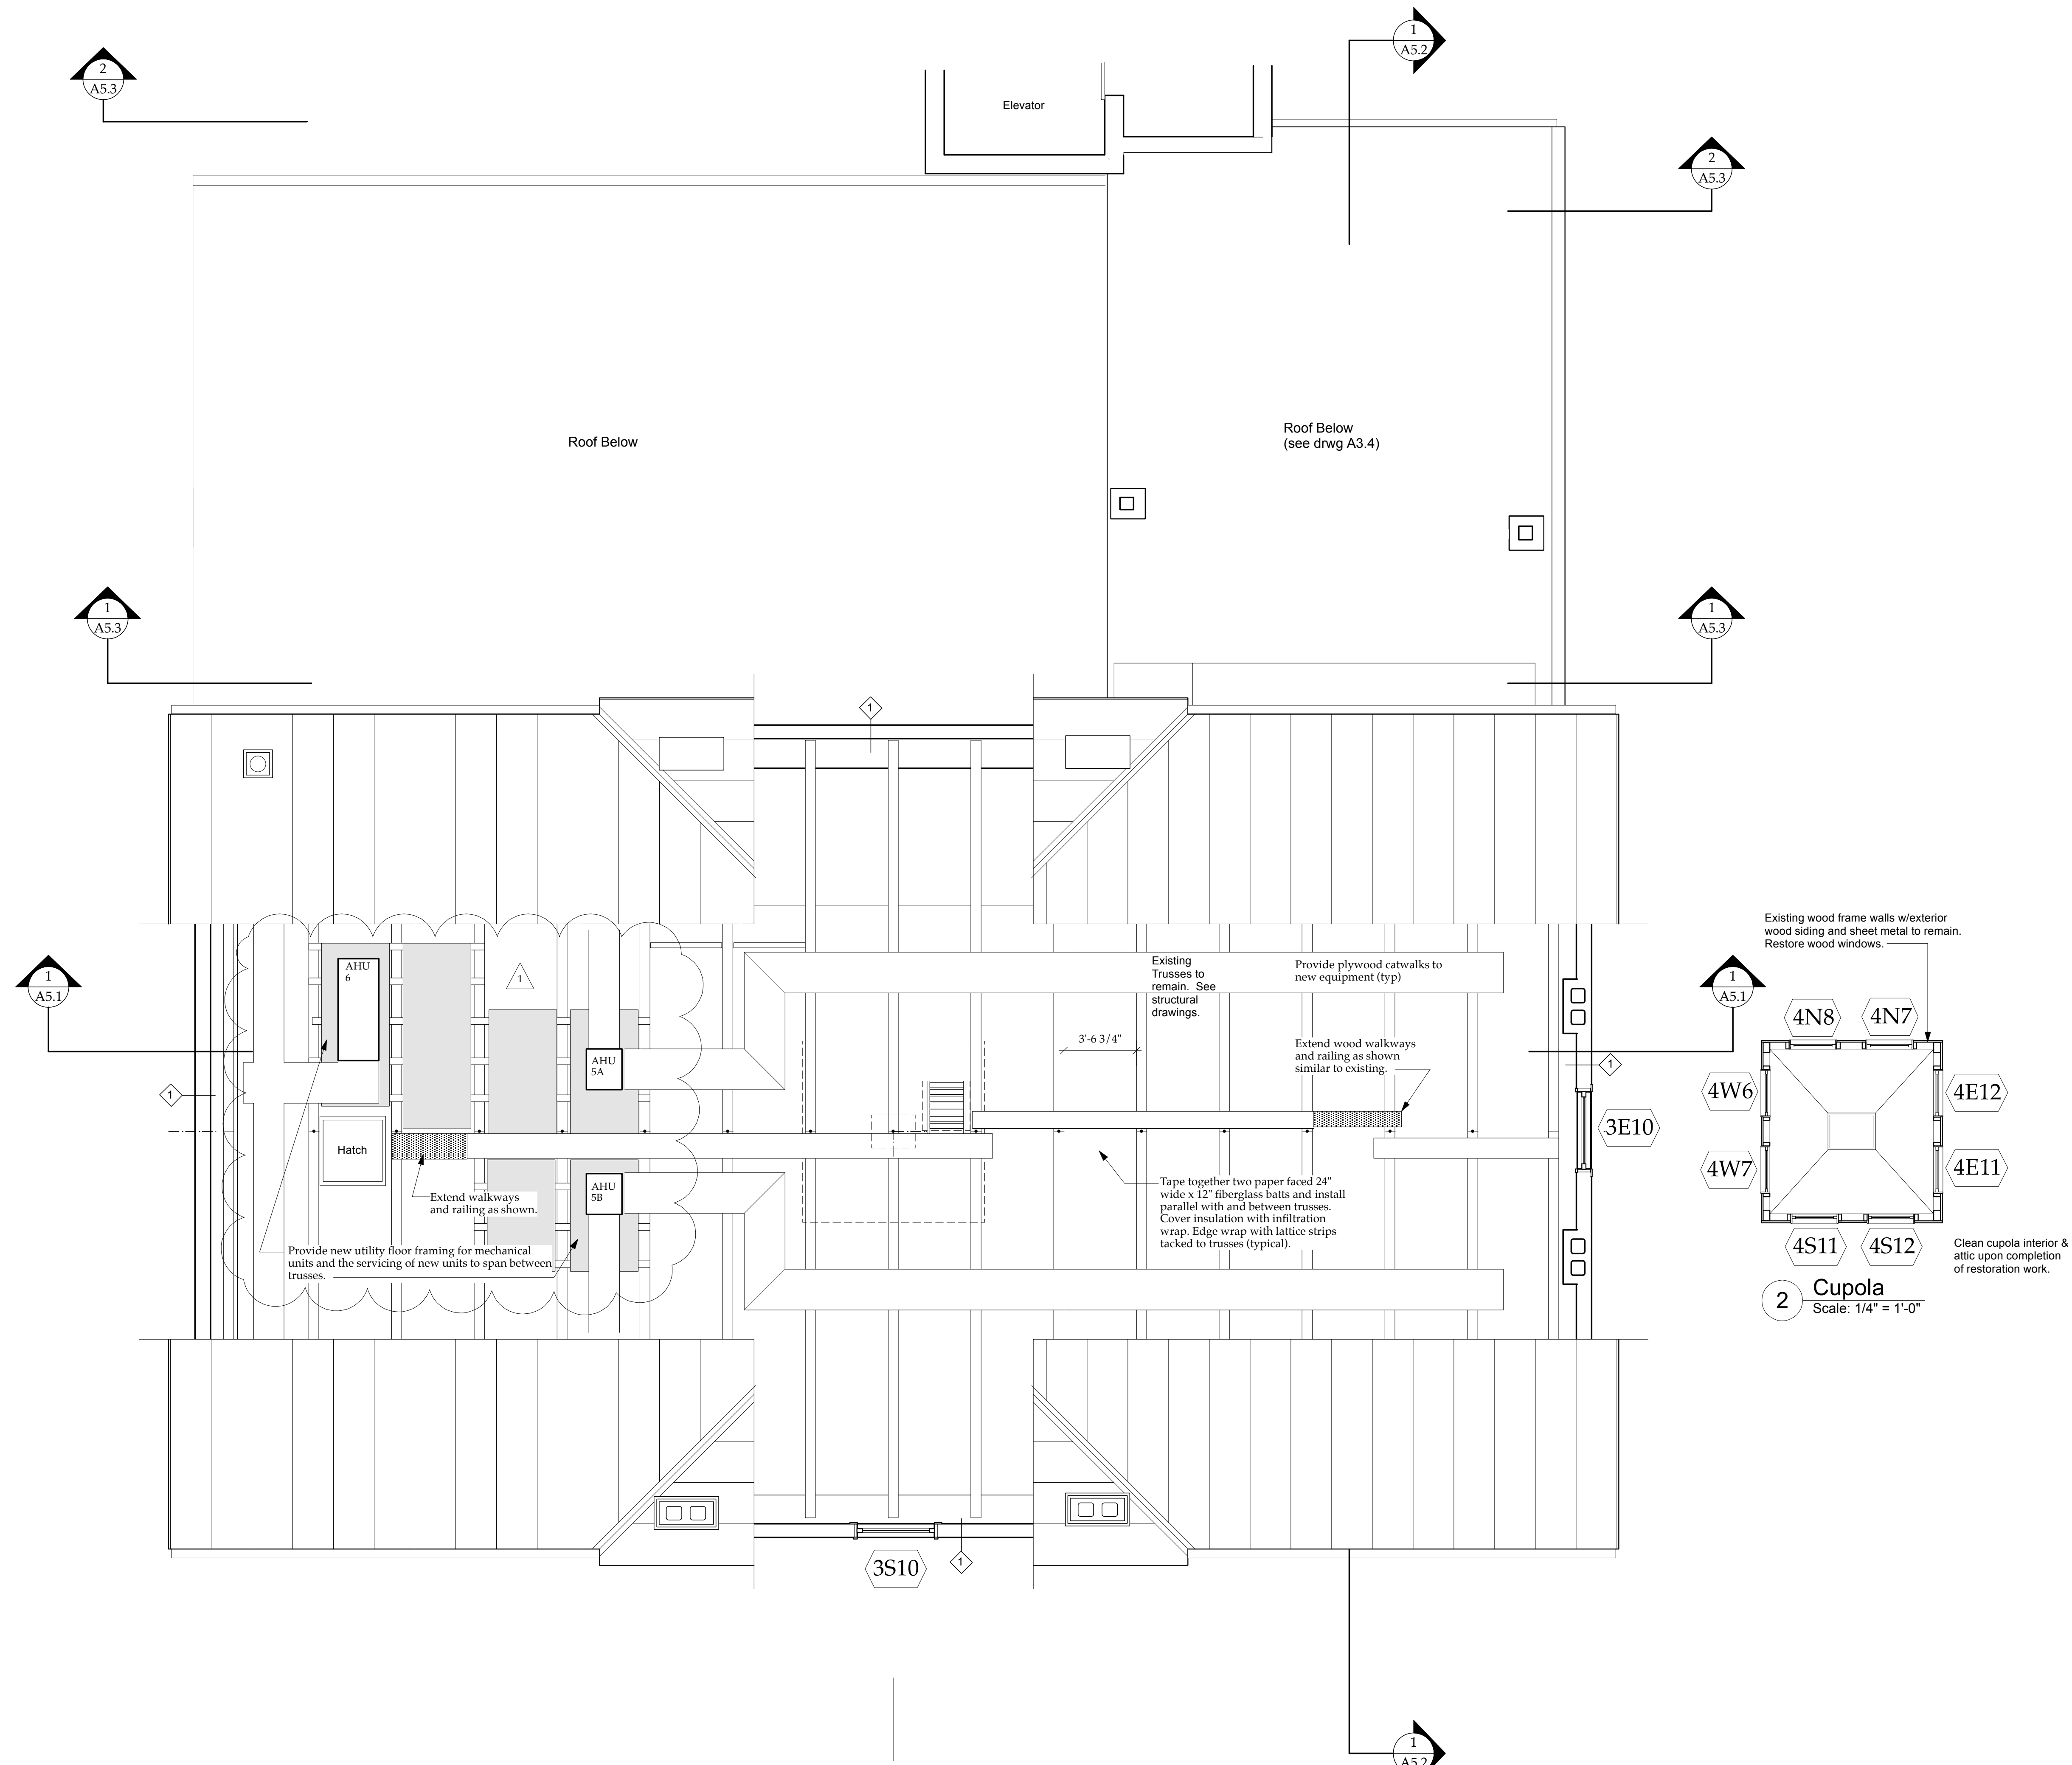 1
A5.2
2
A5.3
Elevator
2
A5.3
Roof Below
Roof Below
(see drwg A3.4)
1
A5.3
1
A5.3
1
Existing wood frame walls w/exterior
wood siding and sheet metal to remain.
Restore wood windows.
AHU
6
1
Existing
Trusses to
remain. See
structural
drawings.
Provide plywood catwalks to
new equipment (typ)
1
A5.1
1
A5.1
4N8
4N7
3'-6 3/4"
Extend wood walkways
and railing as shown
similar to existing.
AHU
5A
1
1
4W6
4E12
3E10
Hatch
4W7
4E11
AHU
5B
Extend walkways
and railing as shown.
Tape together two paper faced 24"
wide x 12" fiberglass batts and install
parallel with and between trusses.
Cover insulation with infiltration
wrap. Edge wrap with lattice strips
tacked to trusses (typical).
Provide new utility floor framing for mechanical
units and the servicing of new units to span between
trusses.
4S11
4S12
Clean cupola interior &
attic upon completion
of restoration work.
2
Cupola
Scale: 1/4" = 1'-0"
3S10
1
1
A5.2